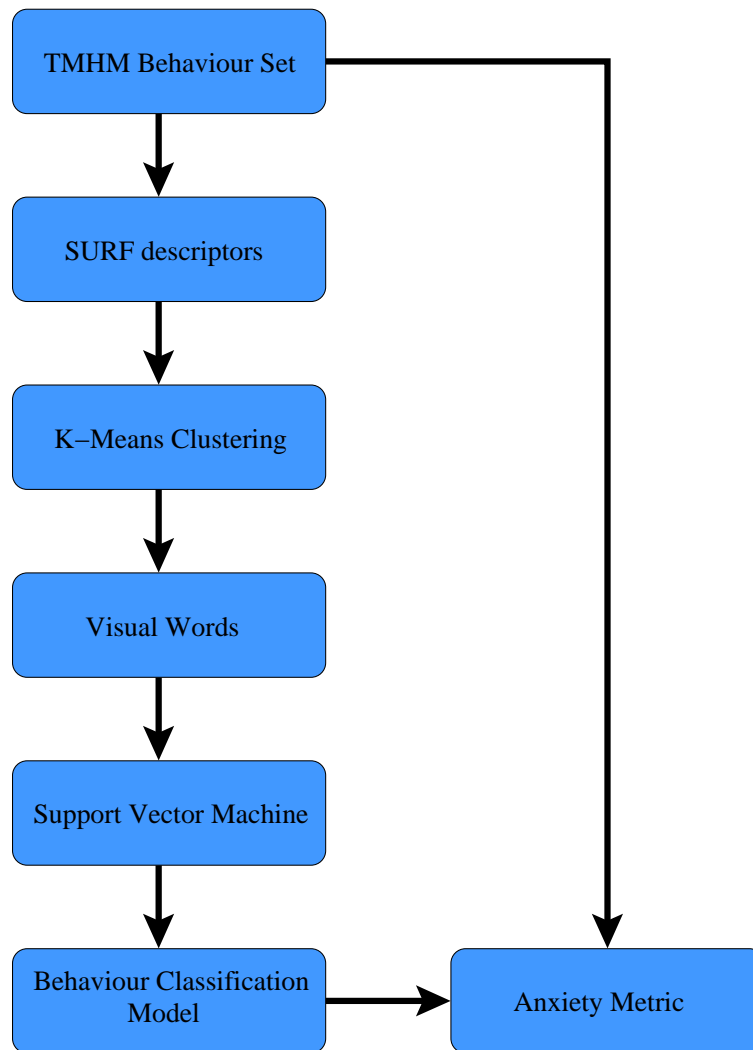 TMHM Behaviour Set
SURF descriptors
K−Means Clustering
Visual Words
Support Vector Machine
Behaviour Classification
Model
Anxiety Metric